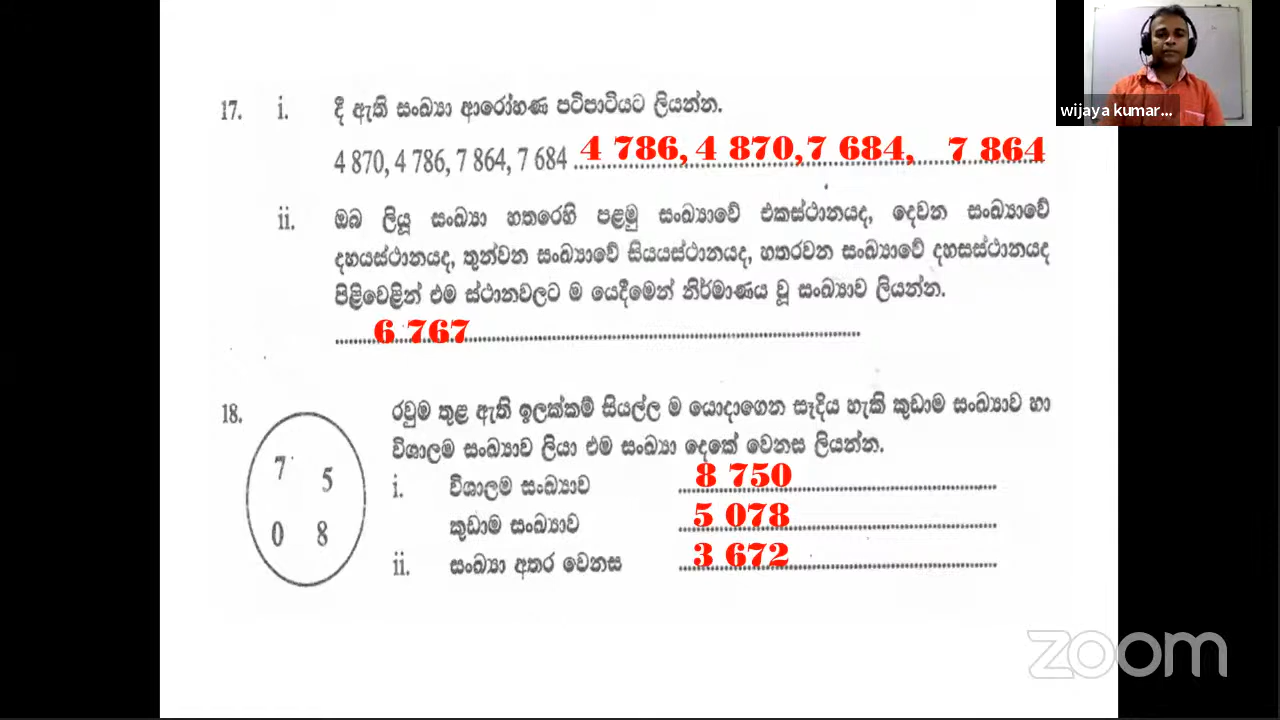 wijaya kumar...
17. i. දී ඇති සංඛ්‍යා ආරෝහණ පටිපාටියට ලියන්න.
4 870, 4 786, 7 864, 7 684 4 786, 4 870, 7 684, 7 864
ii. ඔබ ලියූ සංඛ්‍යා හතරෙහි පළමු සංඛ්‍යාවේ එකස්ථානයද, දෙවන සංඛ්‍යාවේ
දහයස්ථානයද, තුන්වන සංඛ්‍යාවේ සියයස්ථානයද, හතරවන සංඛ්‍යාවේ දහසස්ථානයද
පිළිවෙළින් එම ස්ථානවලට ම යෙදීමෙන් නිර්මාණය වූ සංඛ්‍යාව ලියන්න.
6 767
18. රවුම තුළ ඇති ඉලක්කම් සියල්ල ම යොදාගෙන සෑදිය හැකි කුඩාම සංඛ්‍යාව හා
විශාලම සංඛ්‍යාව ලියා එම සංඛ්‍යා දෙකේ වෙනස ලියන්න.
7 5
0 8
i. විශාලම සංඛ්‍යාව 8 750
කුඩාම සංඛ්‍යාව 5 078
ii. සංඛ්‍යා අතර වෙනස 3 672
zoom